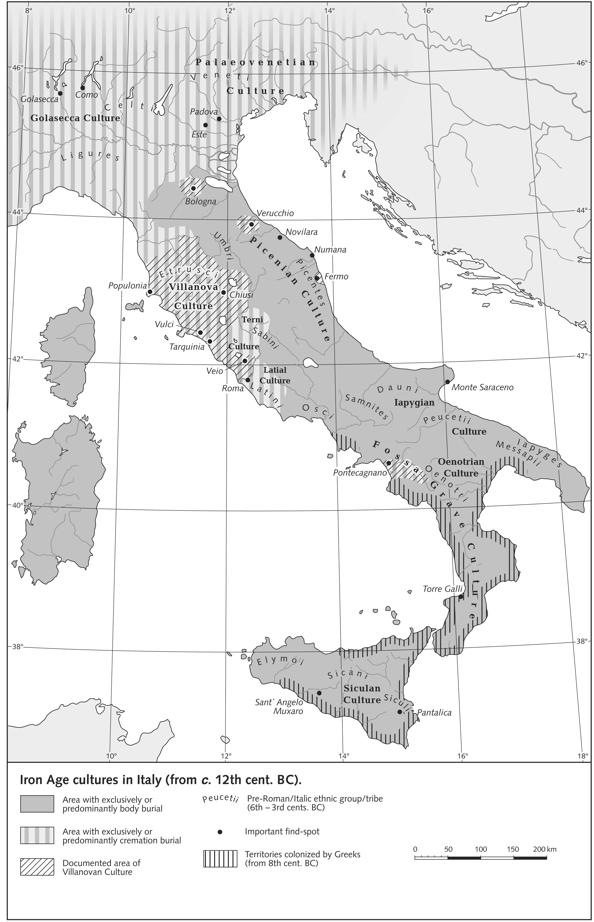 8°
10°
12°
14°
16°
46°
46°
Palaeovenetian
Veneti
Culture
Golasecca
Como
Celti
Golasecca Culture
Padova
Este
Ligures
Bologna
44°
44°
Verucchio
Novilara
Numana
Fermo
Umbri
Picenian Culture
Picentes
Etrusci
Villanova
Culture
Populonia
Chiusi
Vulci
Tarquinia
Terni
Culture
Sabini
42°
42°
Veio
Roma
Latial
Culture
Latini
Osci
Dauni
Monte Saraceno
Samnites
Iapygian
Peucetii
Culture
Iapyges
Messapii
Fossa Grave Culture
Pontecagnano
Oenotrian
Culture
Oenotri
40°
40°
Torre Galli
38°
38°
Elymoi
Sicani
Siculan
Culture
Siculi
Sant' Angelo
Muxaro
Pantalica
10°
12°
14°
16°
18°
Iron Age cultures in Italy (from c. 12th cent. BC).
Area with exclusively or
predominantly body burial
Area with exclusively or
predominantly cremation burial
Documented area of
Villanovan Culture
Peucetii
Pre-Roman/Italic ethnic group/tribe
(6th – 3rd cents. BC)
Important find-spot
Territories colonized by Greeks
(from 8th cent. BC)
0 50 100 150 200 km